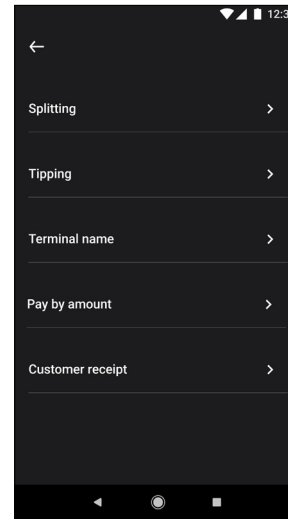 12:3
Splitting
Tipping
Terminal name
Pay by amount
Customer receipt